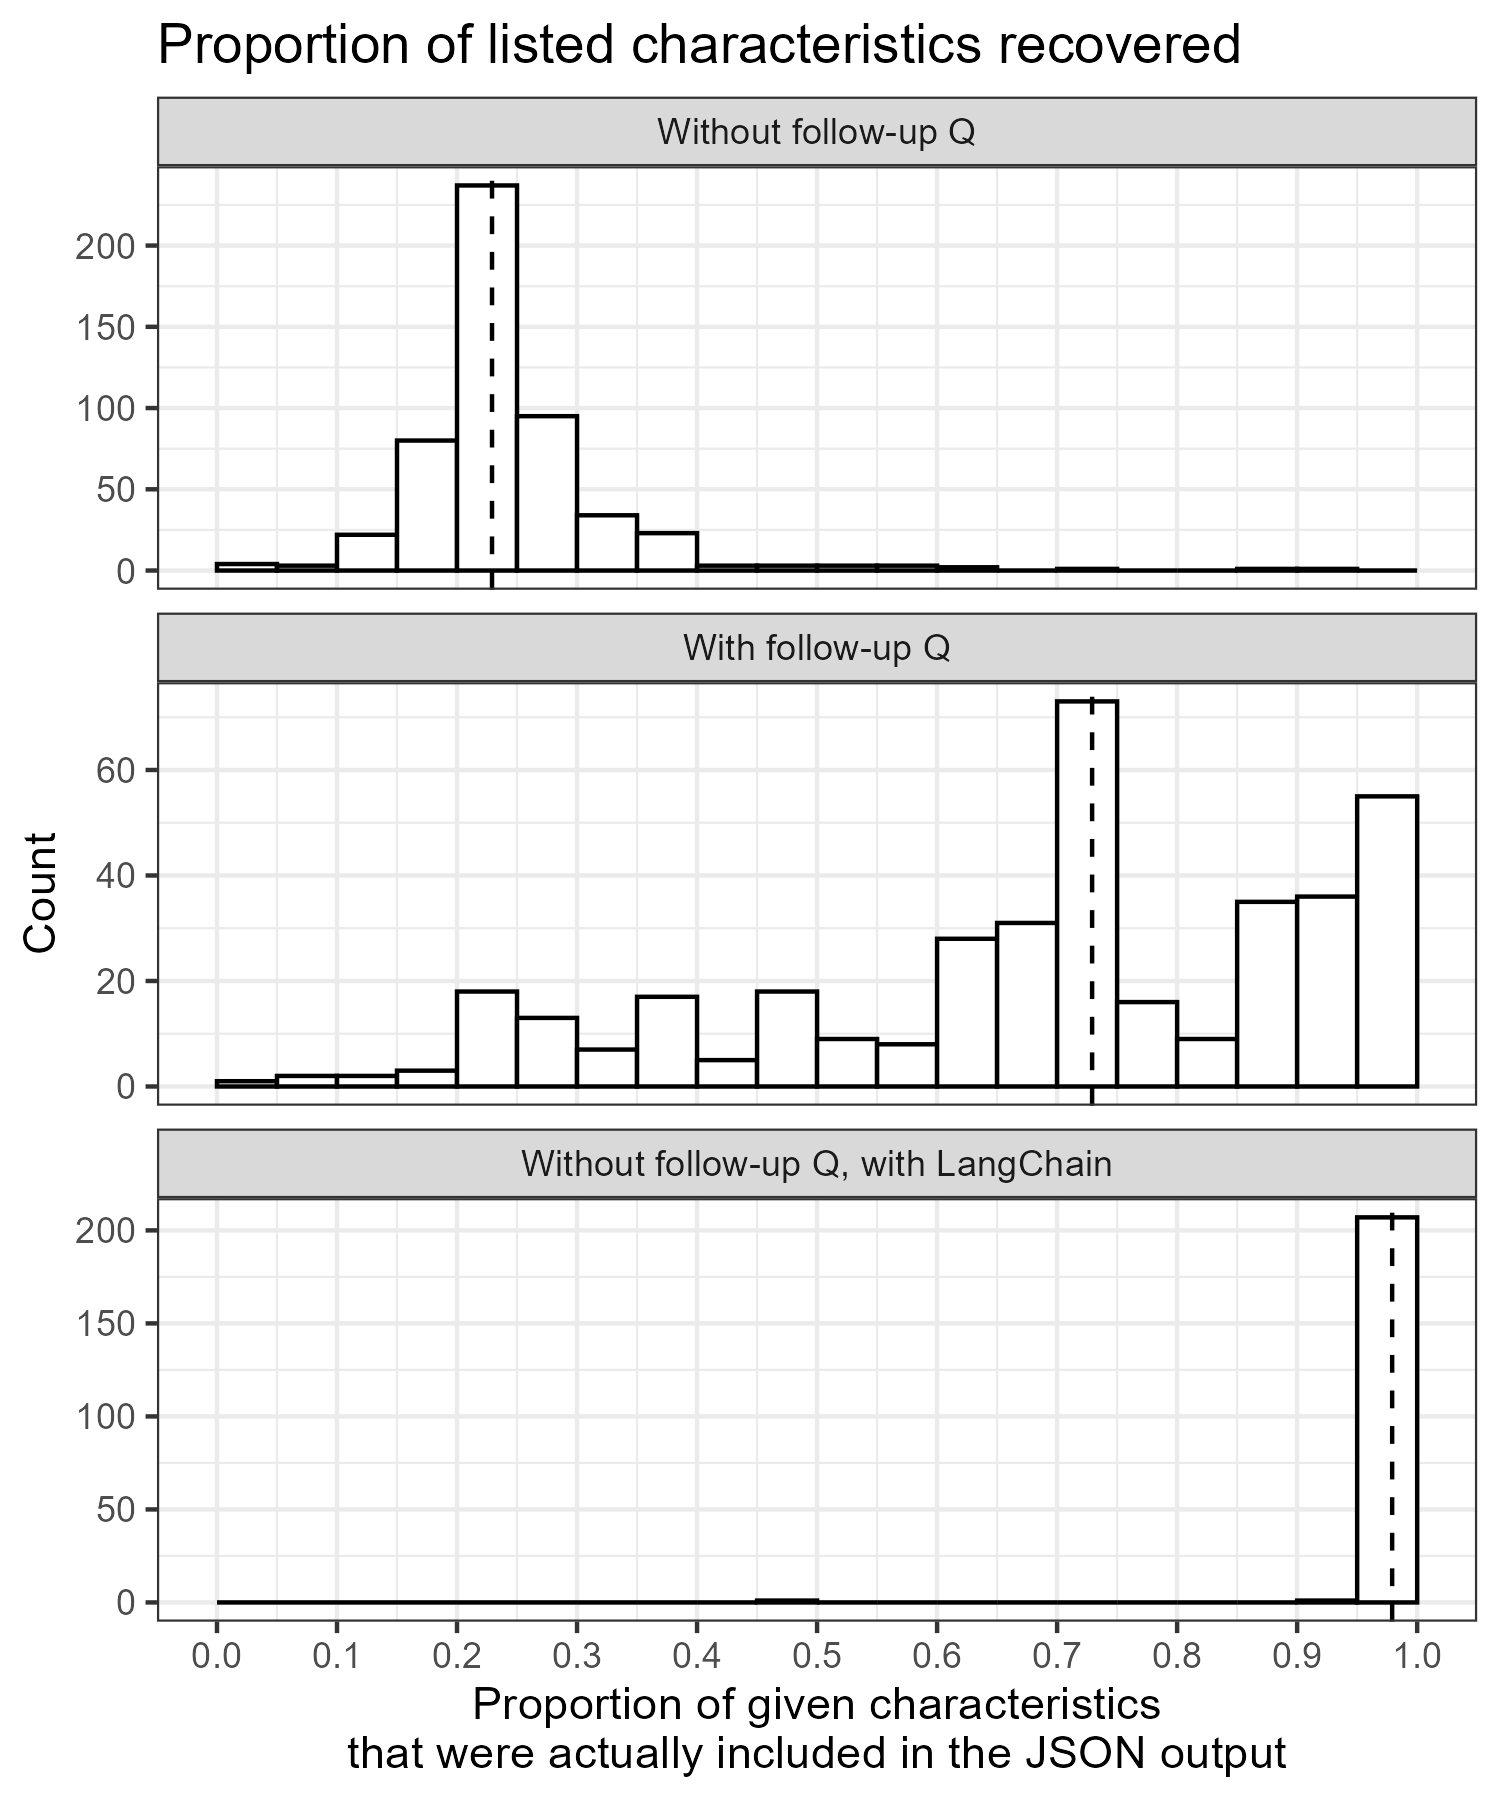 Proportion of listed characteristics recovered
Without follow-up Q
200
150
100
50
0
With follow-up Q
60
40
20
0
Count
Without follow-up Q, with LangChain
200
150
100
50
0
0.0 0.1 0.2 0.3 0.4 0.5 0.6 0.7 0.8 0.9 1.0
Proportion of given characteristics
that were actually included in the JSON output